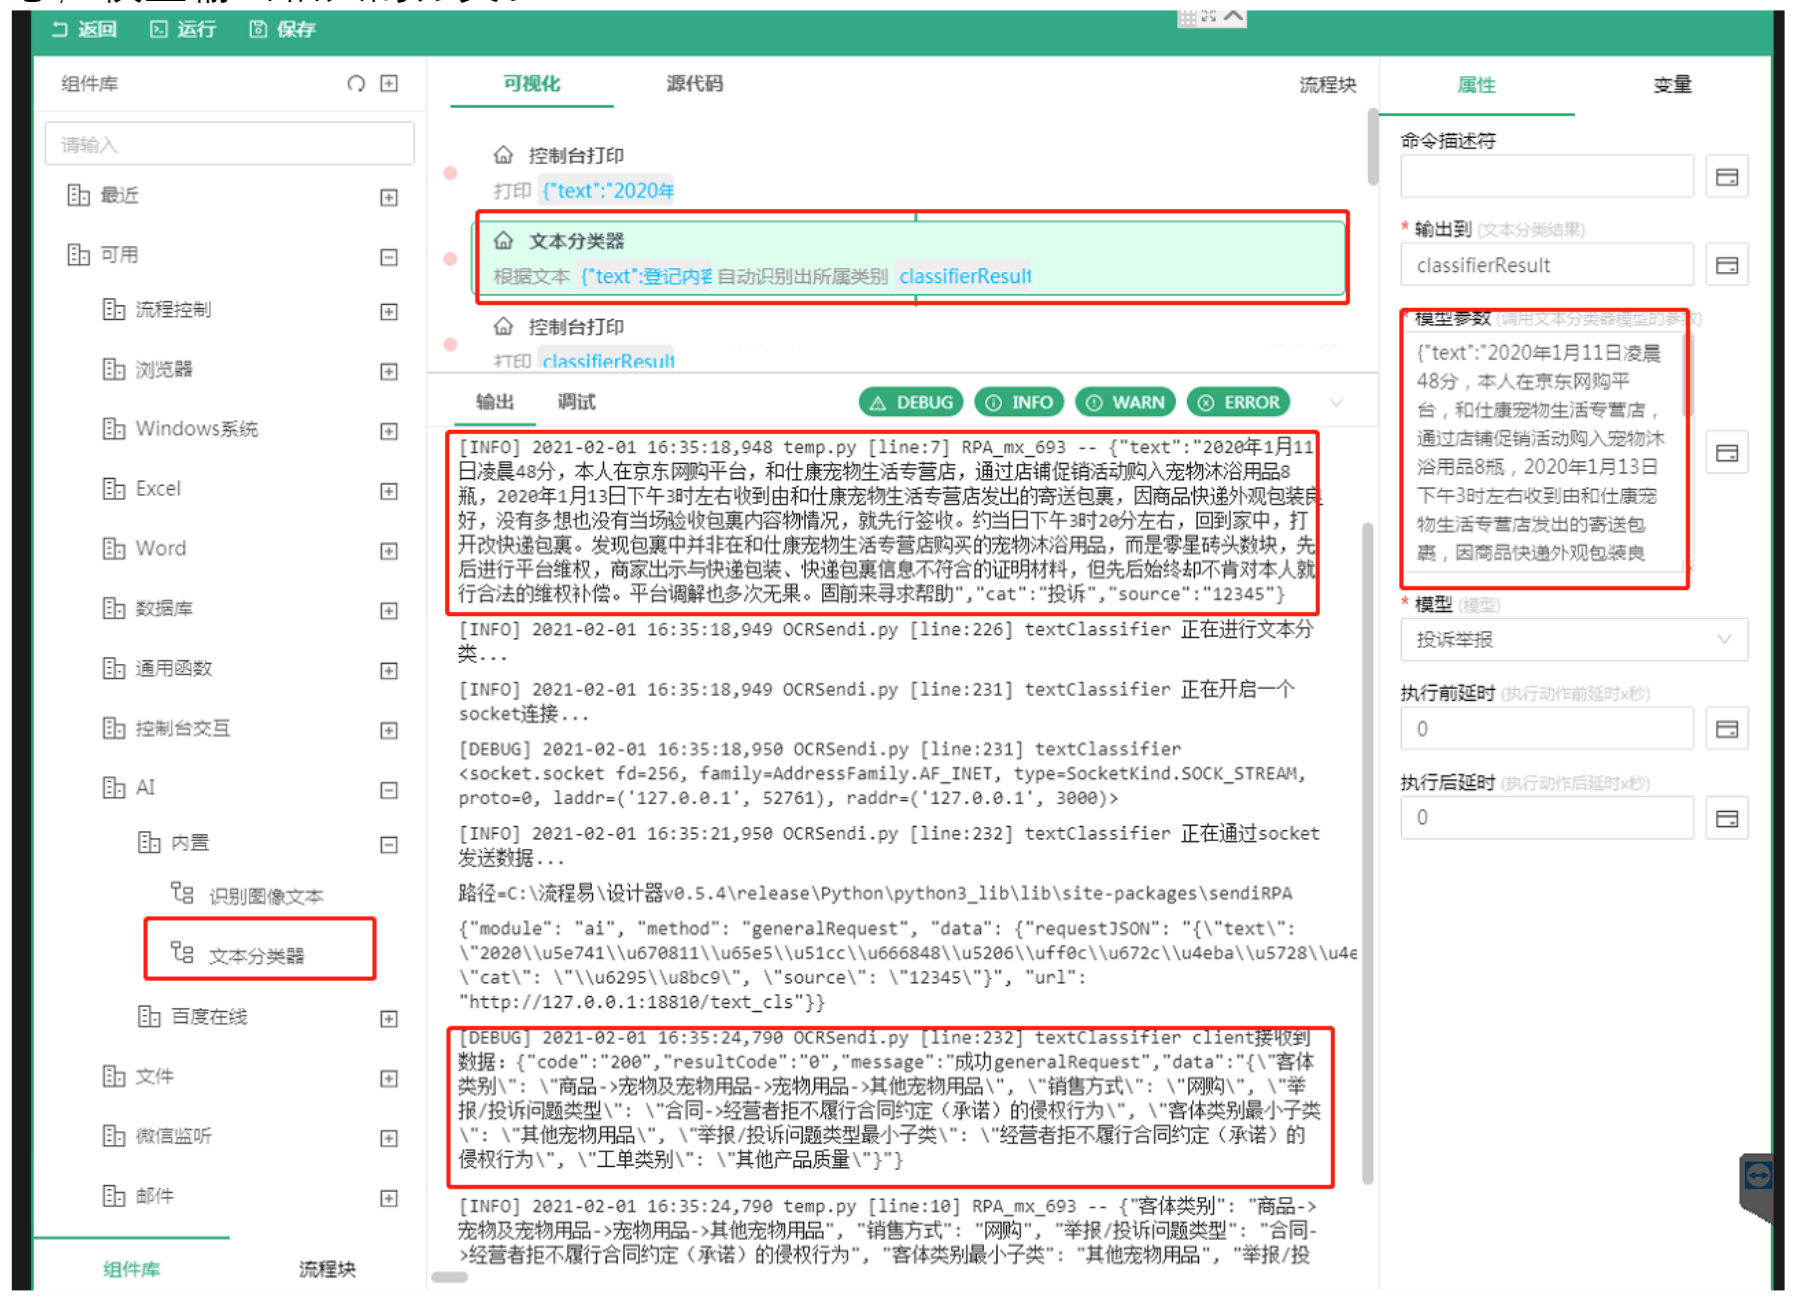 返回 运行 保存
组件库
请输入
最近
可用
流程控制
浏览器
Windows系统
Excel
Word
数据库
通用函数
控制台交互
AI
内置
识别图像文本
文本分类器
百度在线
文件
微信监听
邮件
组件库 流程块
可视化 源代码 流程块
控制台打印
打印 {"text":"2020年
文本分类器
根据文本 {"text":登记内容 自动识别出所属类别 classifierResult
控制台打印
打印 classifierResult
输出 调试 DEBUG INFO WARN ERROR
[INFO] 2021-02-01 16:35:18,948 temp.py [line:7] RPA_mx_693 -- {"text":"2020年1月11
日凌晨48分，本人在京东网购平台，和仕康宠物生活专营店，通过店铺促销活动购入宠物沐浴用品8
瓶，2020年1月13日下午3时左右收到由和仕康宠物生活专营店发出的寄送包裹，因商品快递外观包装良
好，没有多想也没有当场验收包裹内容物情况，就先行签收。约当日下午3时20分左右，回到家中，打
开改快递包裹。发现包裹中并非在和仕康宠物生活专营店购买的宠物沐浴用品，而是零星砖头数块，先
后进行平台维权，商家出示与快递包装、快递包裹信息不符合的证明材料，但先后始终却不肯对本人就
行合法的维权补偿。平台调解也多次无果。固前来寻求帮助","cat":"投诉","source":"12345"}
[INFO] 2021-02-01 16:35:18,949 OCRSendi.py [line:226] textClassifier 正在进行文本分
类...
[INFO] 2021-02-01 16:35:18,949 OCRSendi.py [line:231] textClassifier 正在开启一个
socket连接...
[DEBUG] 2021-02-01 16:35:18,950 OCRSendi.py [line:231] textClassifier
<socket.socket fd=256, family=AddressFamily.AF_INET, type=SocketKind.SOCK_STREAM,
proto=0, laddr=('127.0.0.1', 52761), raddr=('127.0.0.1', 3000)>
[INFO] 2021-02-01 16:35:21,950 OCRSendi.py [line:232] textClassifier 正在通过socket
发送数据...
路径=C:\流程易\设计器v0.5.4\release\Python\python3_lib\lib\site-packages\sendiRPA
{"module": "ai", "method": "generalRequest", "data": {"requestJSON": "{\"text\":
\"2020\\u5e741\\u670811\\u65e5\\u51cc\\u666848\\u5206\\uff0c\\u672c\\u4eba\\u5728\\u4e
\"cat\": \"\\u6295\\u8bc9\", \"source\": \"12345\"}", "url":
"http://127.0.0.1:18810/text_cls"}}
[DEBUG] 2021-02-01 16:35:24,790 OCRSendi.py [line:232] textClassifier client接收到
数据: {"code":"200","resultCode":"0","message":"成功generalRequest","data":"{\"客体
类别\": \"商品->宠物及宠物用品->宠物用品->其他宠物用品\", \"销售方式\": \"网购\", \"举
报/投诉问题类型\": \"合同->经营者拒不履行合同约定（承诺）的侵权行为\", \"客体类别最小子类
\": \"其他宠物用品\", \"举报/投诉问题类型最小子类\": \"经营者拒不履行合同约定（承诺）的
侵权行为\", \"工单类别\": \"其他产品质量\"}"}
[INFO] 2021-02-01 16:35:24,790 temp.py [line:10] RPA_mx_693 -- {"客体类别": "商品->
宠物及宠物用品->宠物用品->其他宠物用品", "销售方式": "网购", "举报/投诉问题类型": "合同-
>经营者拒不履行合同约定（承诺）的侵权行为", "客体类别最小子类": "其他宠物用品", "举报/投
属性 变量
命令描述符
* 输出到 (文本分类结果)
classifierResult
* 模型参数 (调用文本分类器模型的参数)
{"text":"2020年1月11日凌晨
48分，本人在京东网购平
台，和仕康宠物生活专营店，
通过店铺促销活动购入宠物沐
浴用品8瓶，2020年1月13日
下午3时左右收到由和仕康宠
物生活专营店发出的寄送包
裹，因商品快递外观包装良
* 模型 (模型)
投诉举报
执行前延时 (执行动作前延时x秒)
0
执行后延时 (执行动作后延时x秒)
0